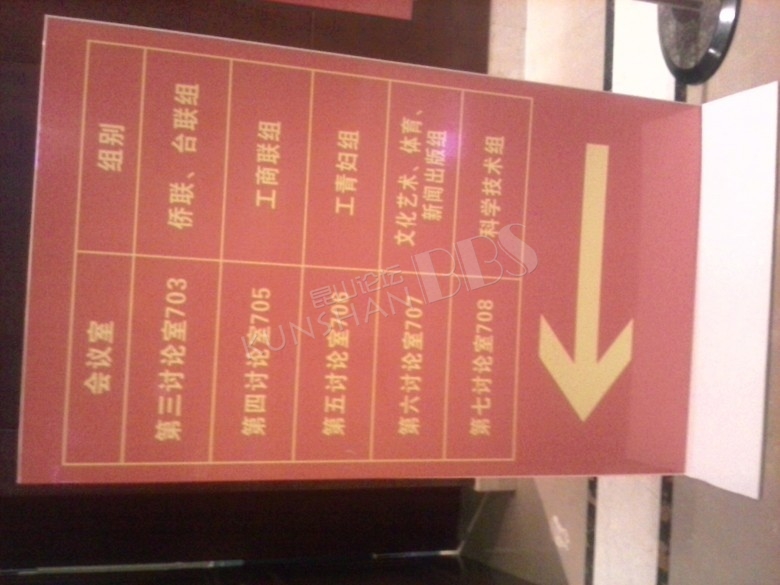 会议室 组别
第三讨论室703 侨联、台联组
第四讨论室705 工商联组
第五讨论室706 工青妇组
第六讨论室707 文化艺术、体育、
新闻出版组
第七讨论室708 科学技术组
昆山论坛
KUNSHAN BBS